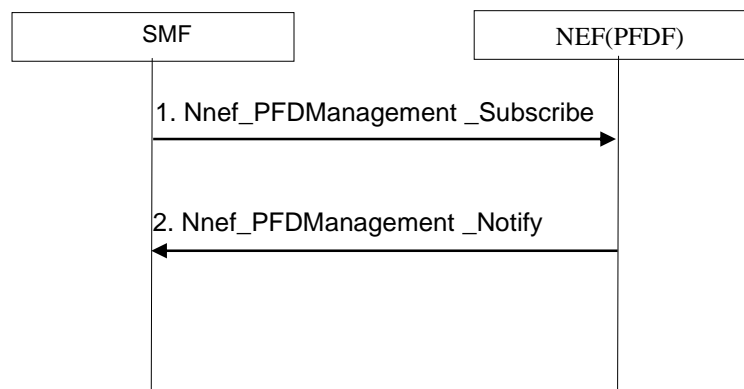 SMF
NEF(PFDF)
1. Nnef_PFDManagement _Subscribe
2. Nnef_PFDManagement _Notify